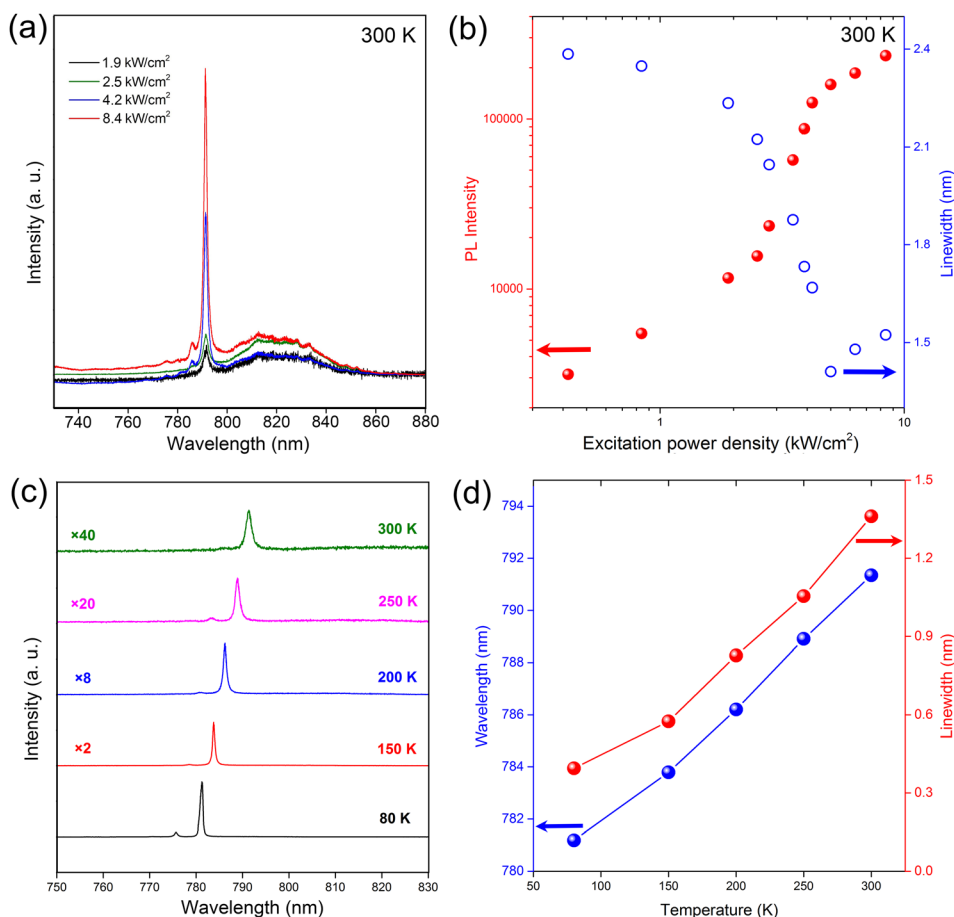 (a)
300 K
1.9 kW/cm²
2.5 kW/cm²
4.2 kW/cm²
8.4 kW/cm²
Intensity (a. u.)
740 760 780 800 820 840 860 880
Wavelength (nm)
(b)
1 10
300 K
100000
10000
PL Intensity
2.4
2.1
1.8
1.5
Linewidth (nm)
1 10
Excitation power density (kW/cm²)
(c)
×40 300 K
×20 250 K
×8 200 K
×2 150 K
80 K
Intensity (a. u.)
750 760 770 780 790 800 810 820 830
Wavelength (nm)
(d)
794
792
790
788
786
784
781
780
Wavelength (nm)
1.5
1.2
0.9
0.6
0.3
0.0
Linewidth (nm)
50 100 150 200 250 300
Temperature (K)